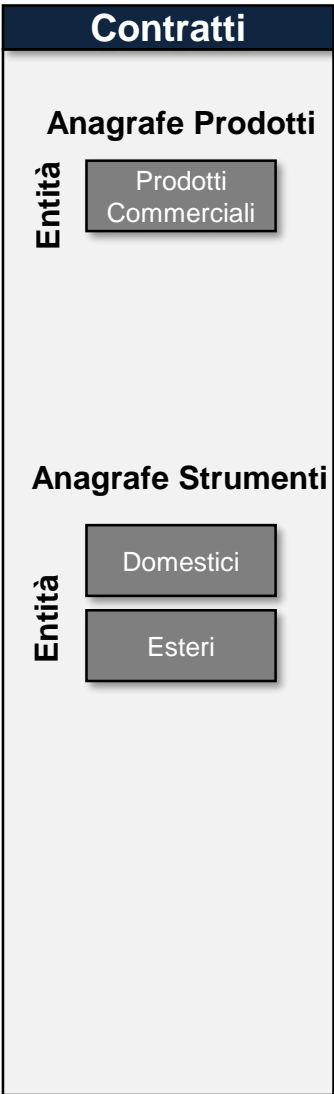 Contratti
Anagrafe Prodotti
Entità
Prodotti
Commerciali
Anagrafe Strumenti
Entità
Domestici
Esteri